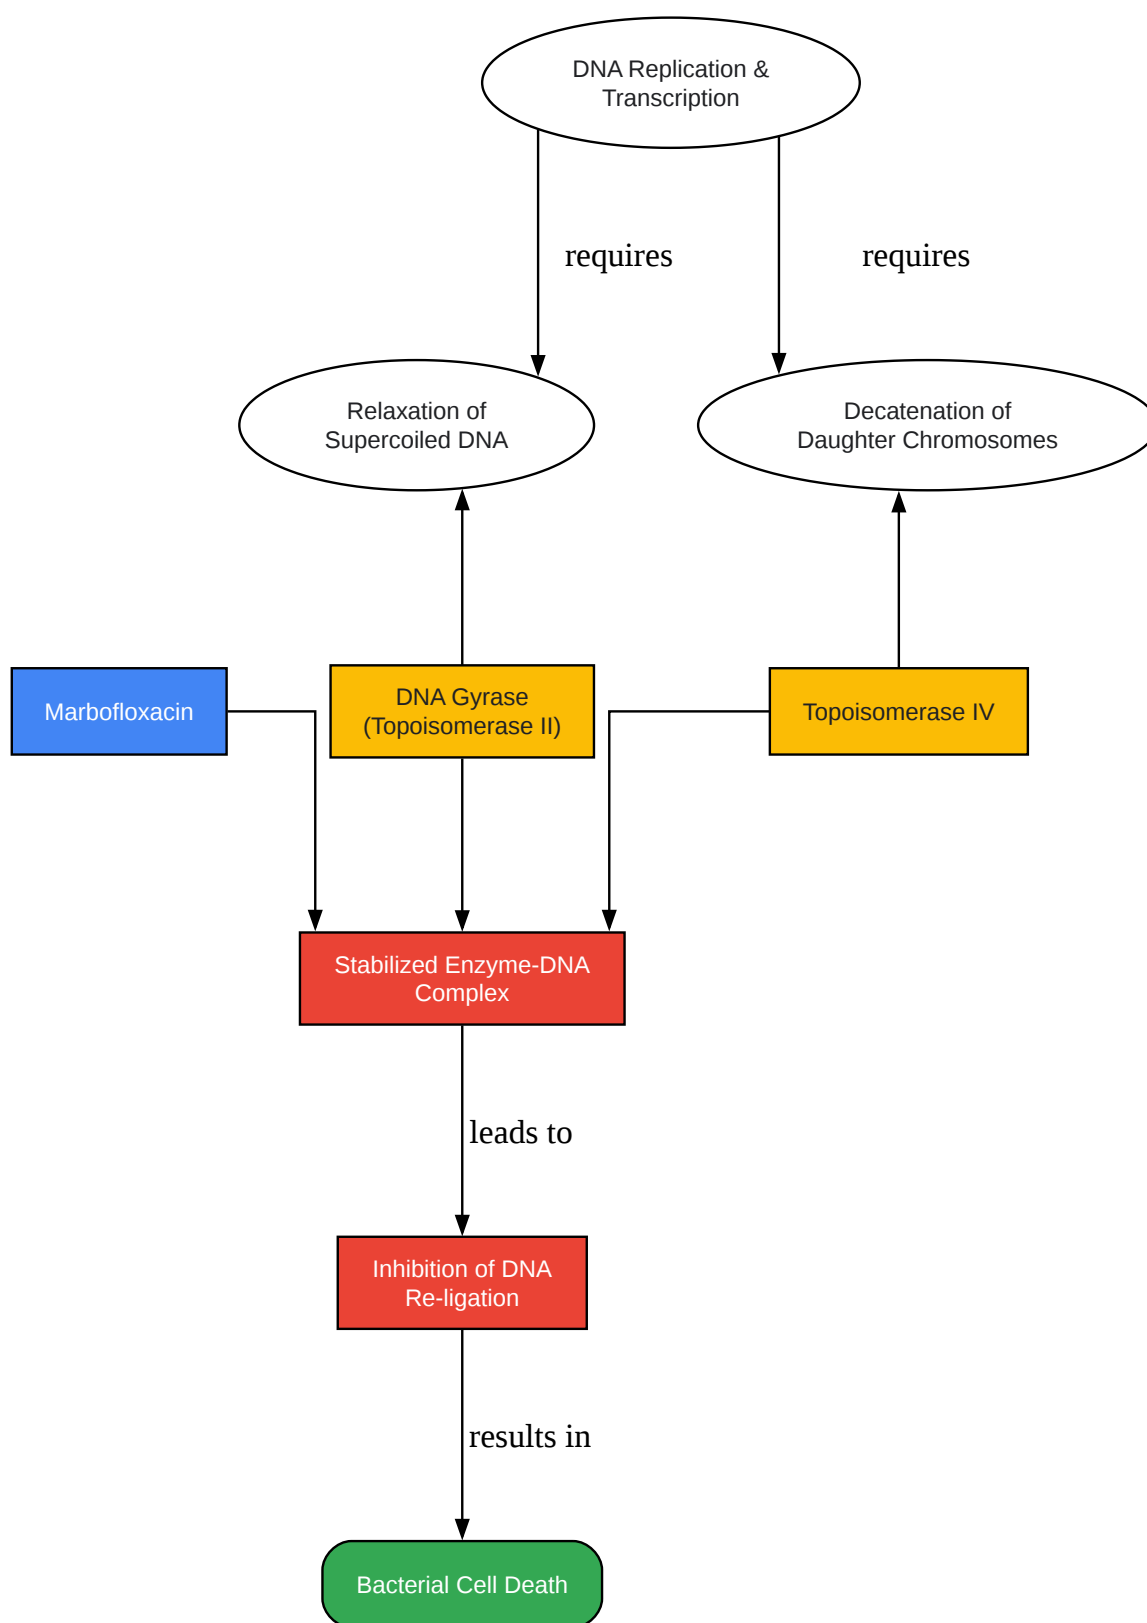 DNA Replication &
Transcription
requires
requires
Relaxation of
Supercoiled DNA
Decatenation of
Daughter Chromosomes
Marbofloxacin
DNA Gyrase
(Topoisomerase II)
Topoisomerase IV
Stabilized Enzyme-DNA
Complex
leads to
Inhibition of DNA
Re-ligation
results in
Bacterial Cell Death